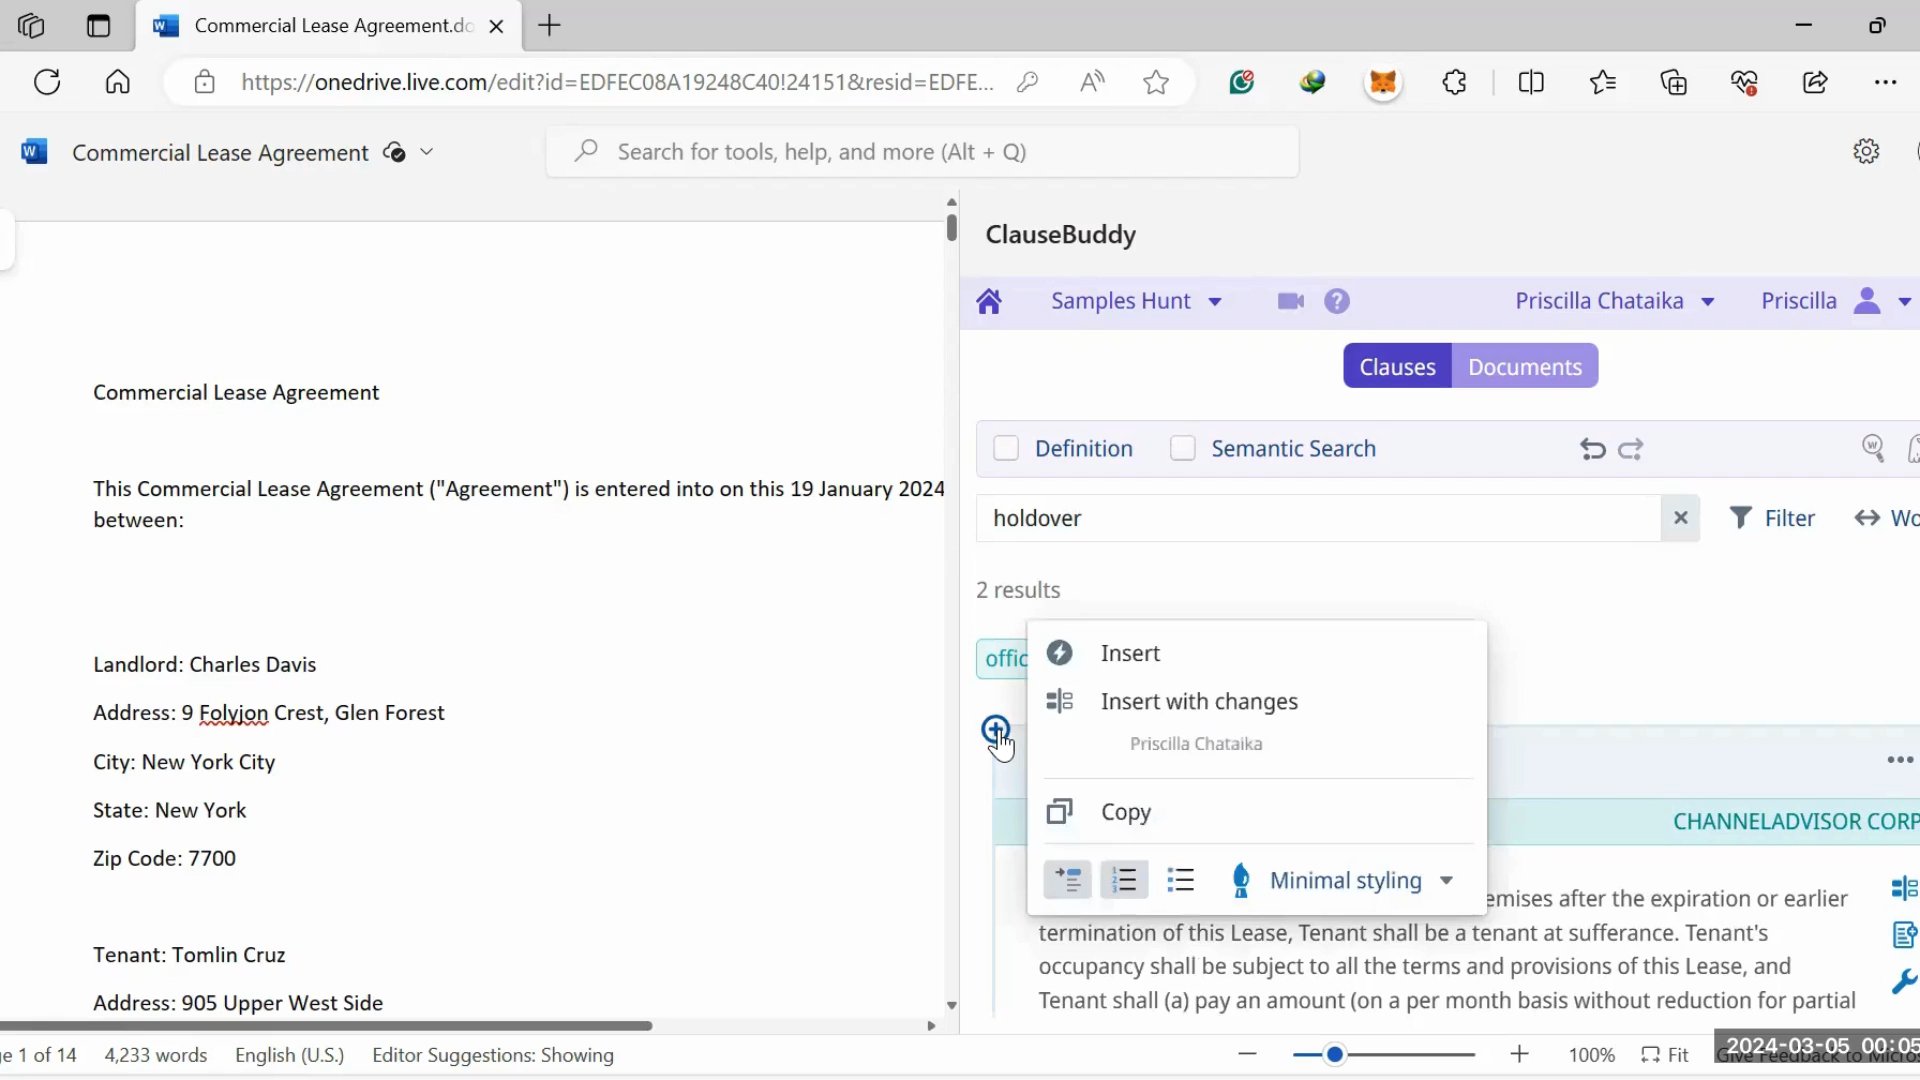 Commercial Lease Agreement.do
https://onedrive.live.com/edit?id=EDFEC08A19248C40!24151&resid=EDFE...
Commercial Lease Agreement
Search for tools, help, and more (Alt + Q)
Commercial Lease Agreement
This Commercial Lease Agreement ("Agreement") is entered into on this 19 January 2024
between:
Landlord: Charles Davis
Address: 9 Folyjon Crest, Glen Forest
City: New York City
State: New York
Zip Code: 7700
Tenant: Tomlin Cruz
Address: 905 Upper West Side
ClauseBuddy
Samples Hunt
Priscilla Chataika
Priscilla
Clauses
Documents
Definition
Semantic Search
holdover
Filter
Wo
2 results
offic
Insert
Insert with changes
Priscilla Chataika
Copy
Minimal styling
CHANNELADVISOR CORP
emises after the expiration or earlier
termination of this Lease, Tenant shall be a tenant at sufferance. Tenant's
occupancy shall be subject to all the terms and provisions of this Lease, and
Tenant shall (a) pay an amount (on a per month basis without reduction for partial
e 1 of 14
4,233 words
English (U.S.)
Editor Suggestions: Showing
100%
Fit
Give Feedback to Micros
2024-03-05 00:05